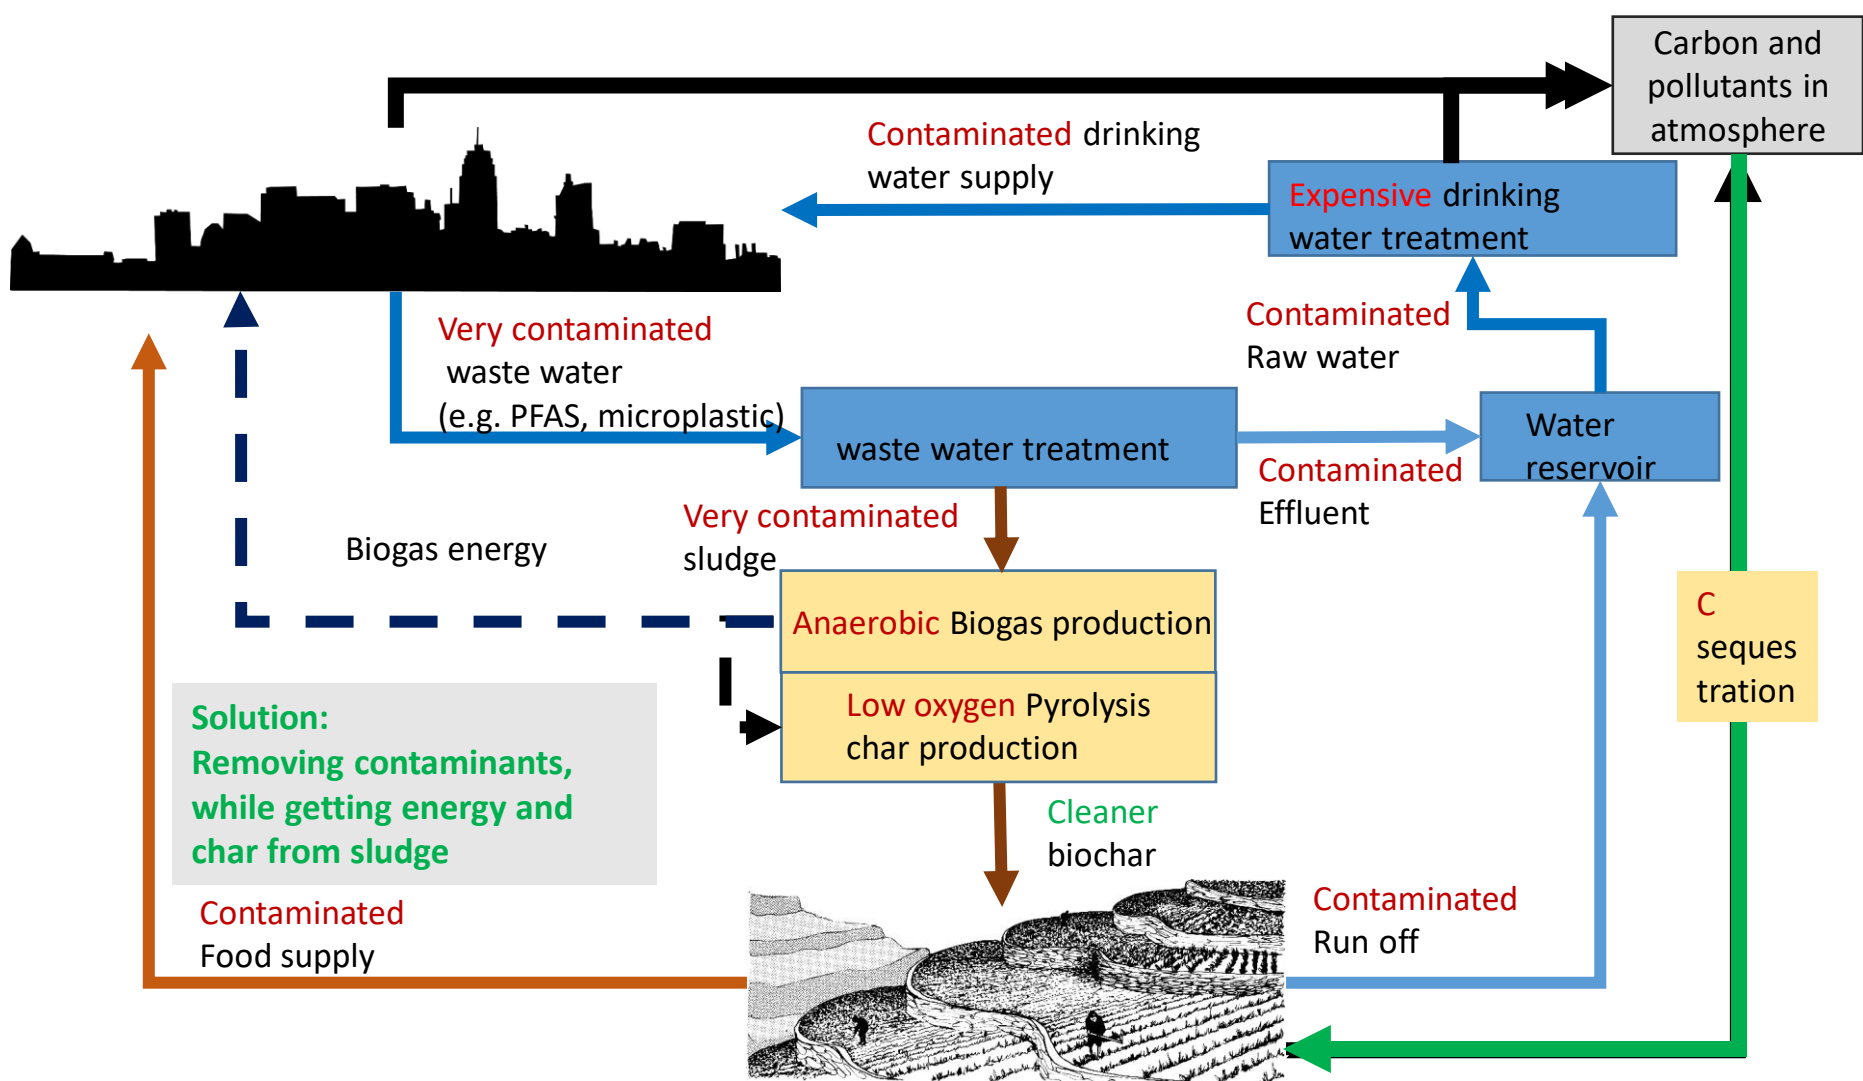 Carbon and
pollutants in
atmosphere
Contaminated drinking
water supply
Expensive drinking
water treatment
Very contaminated
waste water
(e.g. PFAS, microplastic)
Contaminated
Raw water
waste water treatment
Water
reservoir
Contaminated
Effluent
Very contaminated
sludge
Biogas energy
Anaerobic Biogas production
C
seques
tration
Low oxygen Pyrolysis
char production
Solution:
Removing contaminants,
while getting energy and
char from sludge
Cleaner
biochar
Contaminated
Food supply
Contaminated
Run off